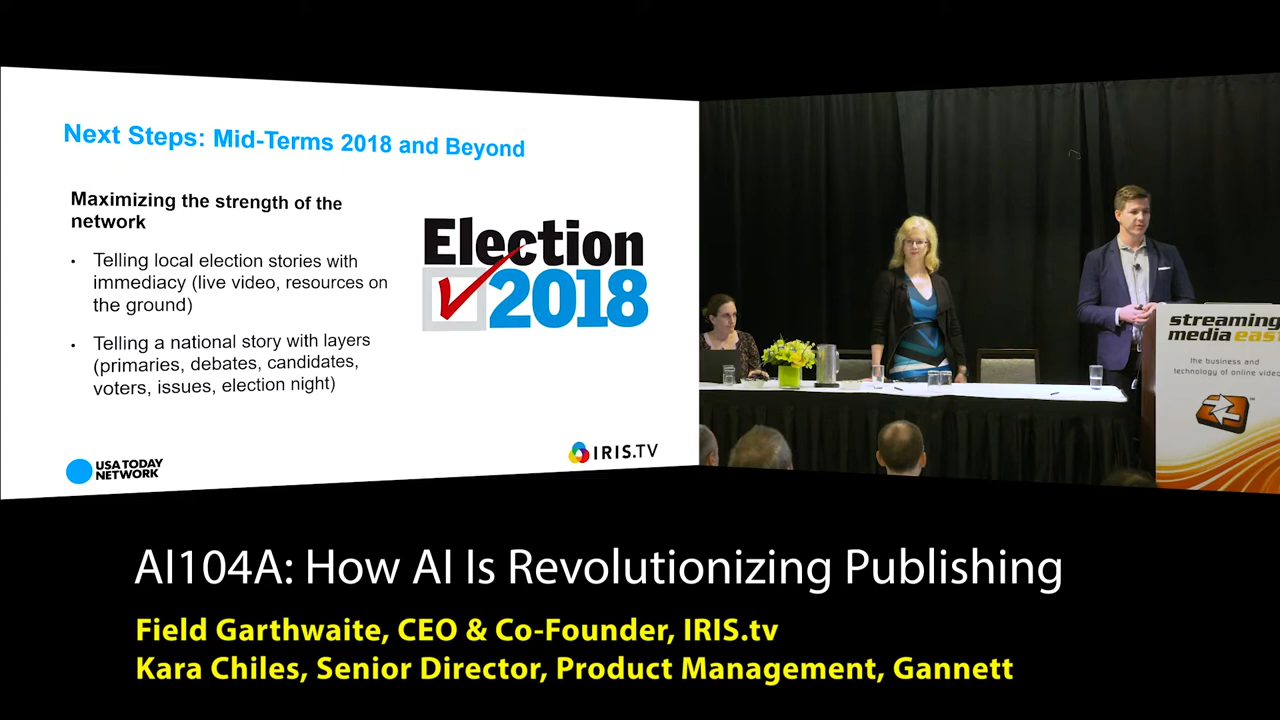 Next Steps: Mid-Terms 2018 and Beyond
Maximizing the strength of the
network
• Telling local election stories with
immediacy (live video, resources on
the ground)
• Telling a national story with layers
(primaries, debates, candidates,
voters, issues, election night)
Election
2018
USA TODAY
NETWORK
IRIS.TV
streaming
media east
the business and
technology of online video
AI104A: How AI Is Revolutionizing Publishing
Field Garthwaite, CEO & Co-Founder, IRIS.tv
Kara Chiles, Senior Director, Product Management, Gannett